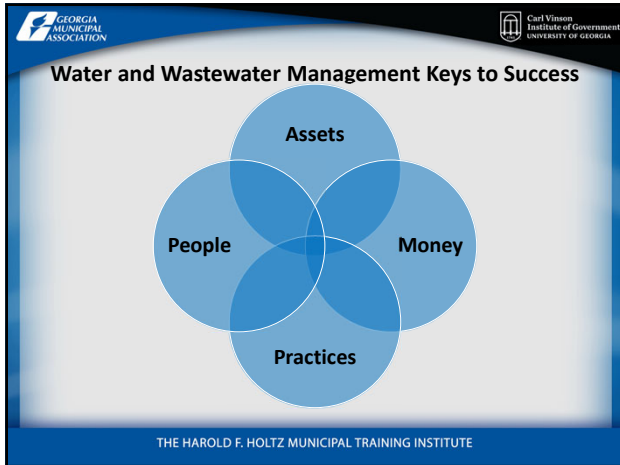 GEORGIA
MUNICIPAL
ASSOCIATION
Carl Vinson
Institute of Government
UNIVERSITY OF GEORGIA
Water and Wastewater Management Keys to Success
Assets
People
Money
Practices
THE HAROLD F. HOLTZ MUNICIPAL TRAINING INSTITUTE